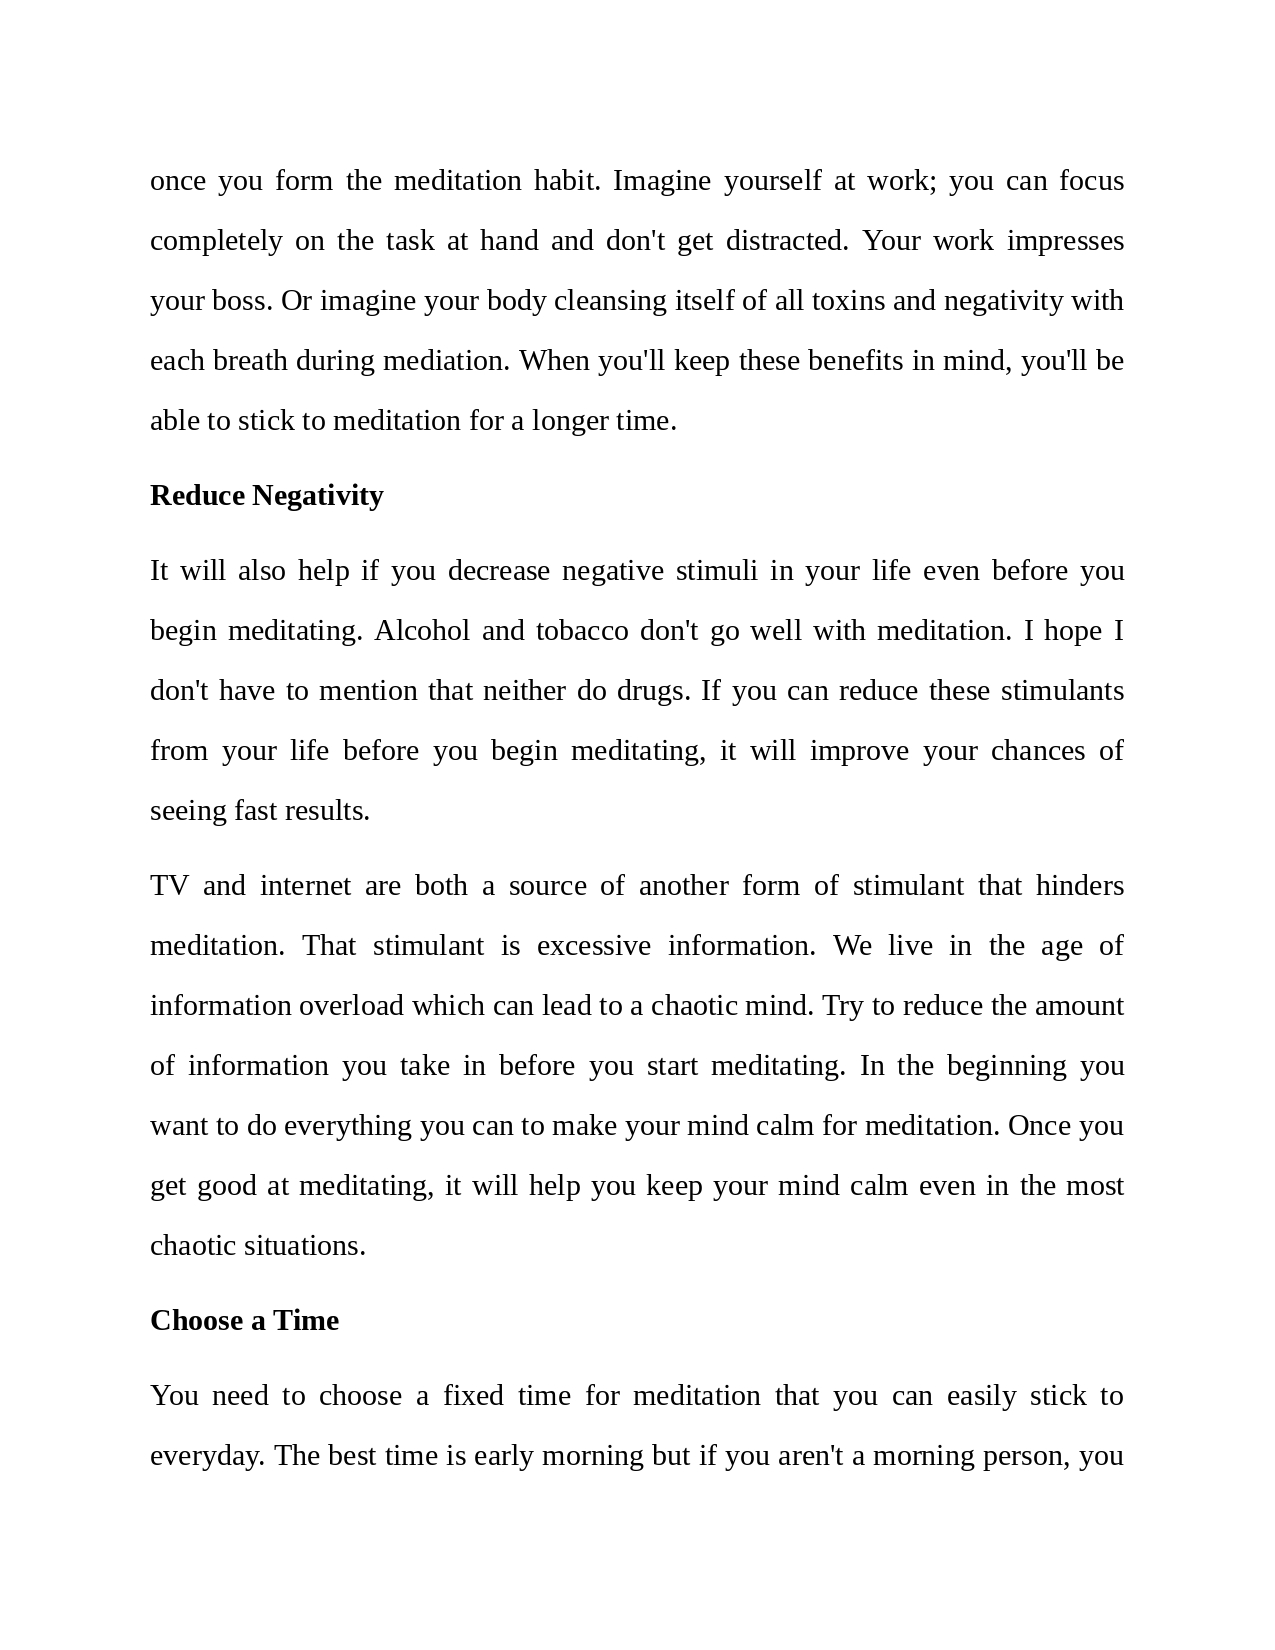 once you form the meditation habit. Imagine yourself at work; you can focus
completely on the task at hand and don't get distracted. Your work impresses
your boss. Or imagine your body cleansing itself of all toxins and negativity with
each breath during mediation. When you'll keep these benefits in mind, you'll be
able to stick to meditation for a longer time.
Reduce Negativity
It will also help if you decrease negative stimuli in your life even before you
begin meditating. Alcohol and tobacco don't go well with meditation. I hope I
don't have to mention that neither do drugs. If you can reduce these stimulants
from your life before you begin meditating, it will improve your chances of
seeing fast results.
TV and internet are both a source of another form of stimulant that hinders
meditation. That stimulant is excessive information. We live in the age of
information overload which can lead to a chaotic mind. Try to reduce the amount
of information you take in before you start meditating. In the beginning you
want to do everything you can to make your mind calm for meditation. Once you
get good at meditating, it will help you keep your mind calm even in the most
chaotic situations.
Choose a Time
You need to choose a fixed time for meditation that you can easily stick to
everyday. The best time is early morning but if you aren't a morning person, you